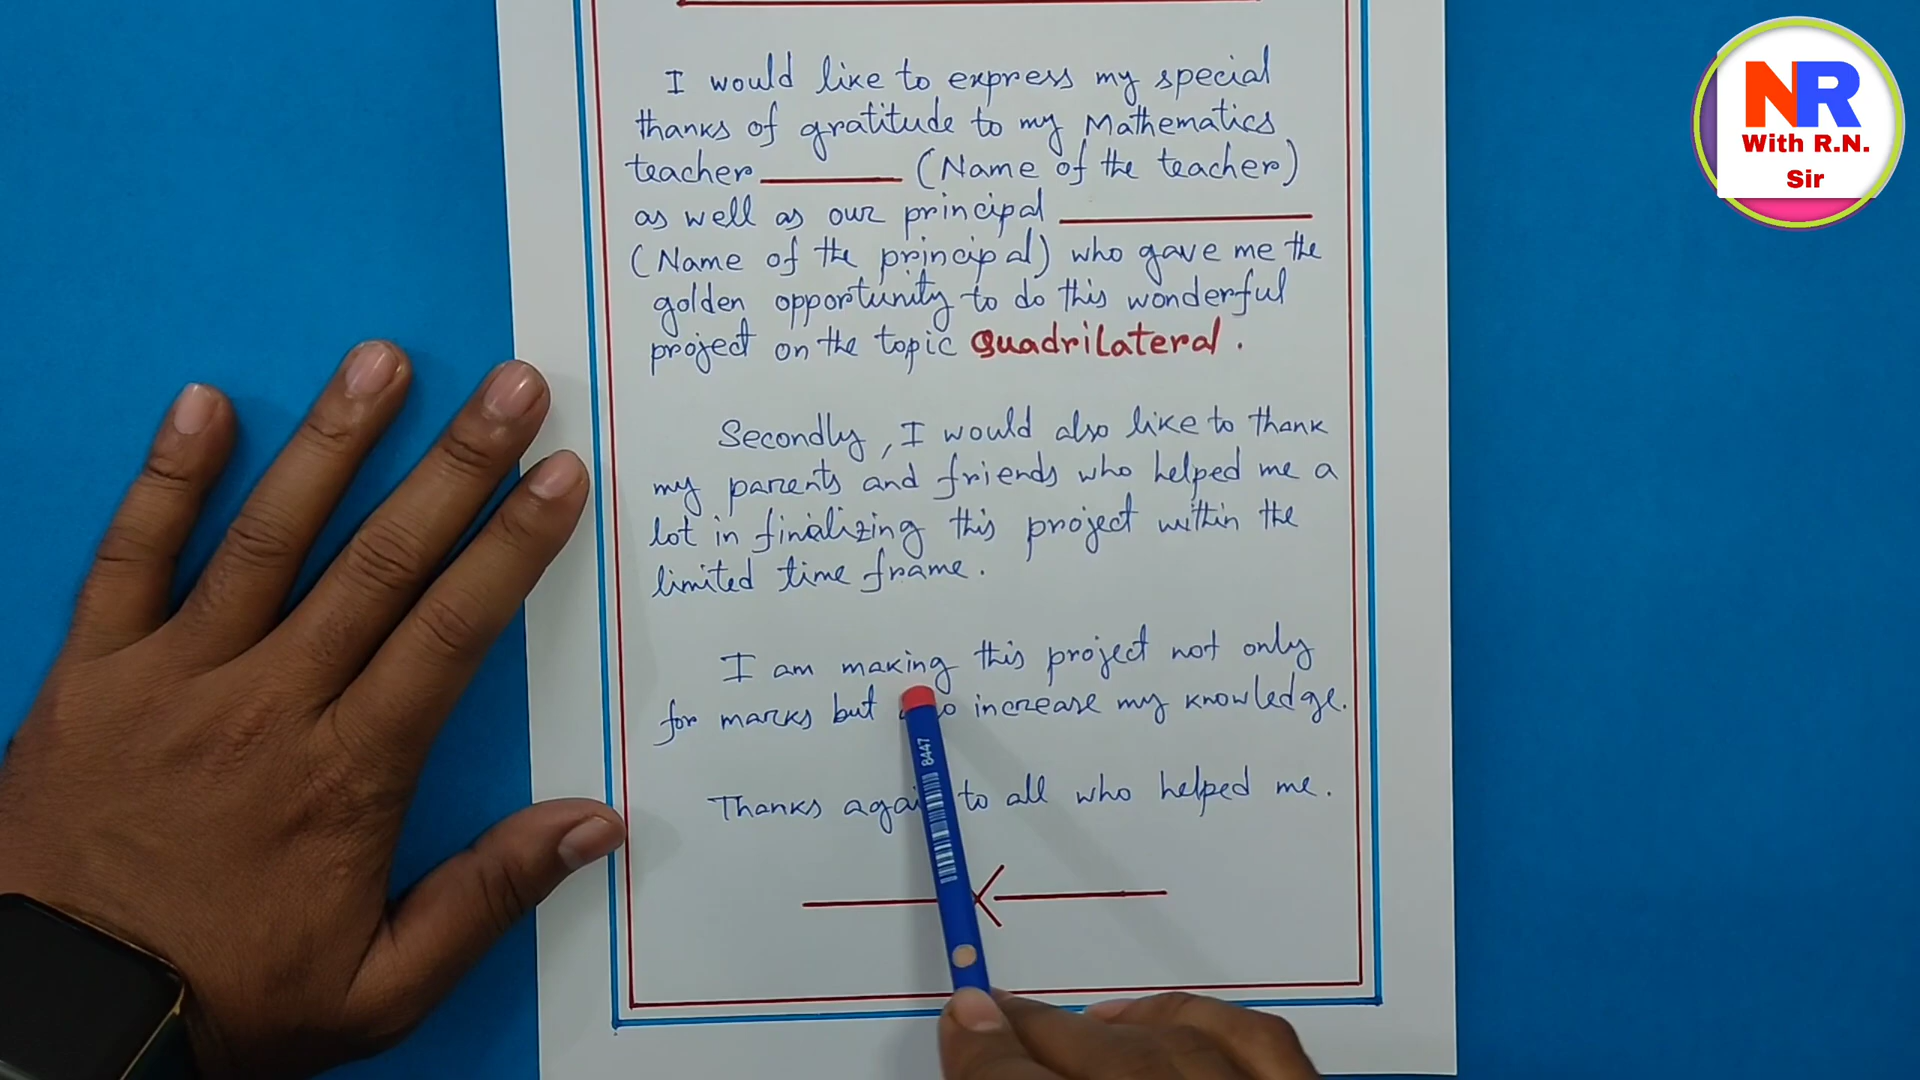 I would like to express my special
thanks of gratitude to my Mathematics
teacher ________ (Name of the teacher)
as well as our principal ______________
(Name of the principal) who gave me the
golden opportunity to do this wonderful
project on the topic Quadrilateral.
Secondly, I would also like to thank
my parents and friends who helped me a
lot in finalizing this project within the
limited time frame.
I am making this project not only
for marks but increase my knowledge.
Thanks again to all who helped me.
NR
With R.N.
Sir
8447